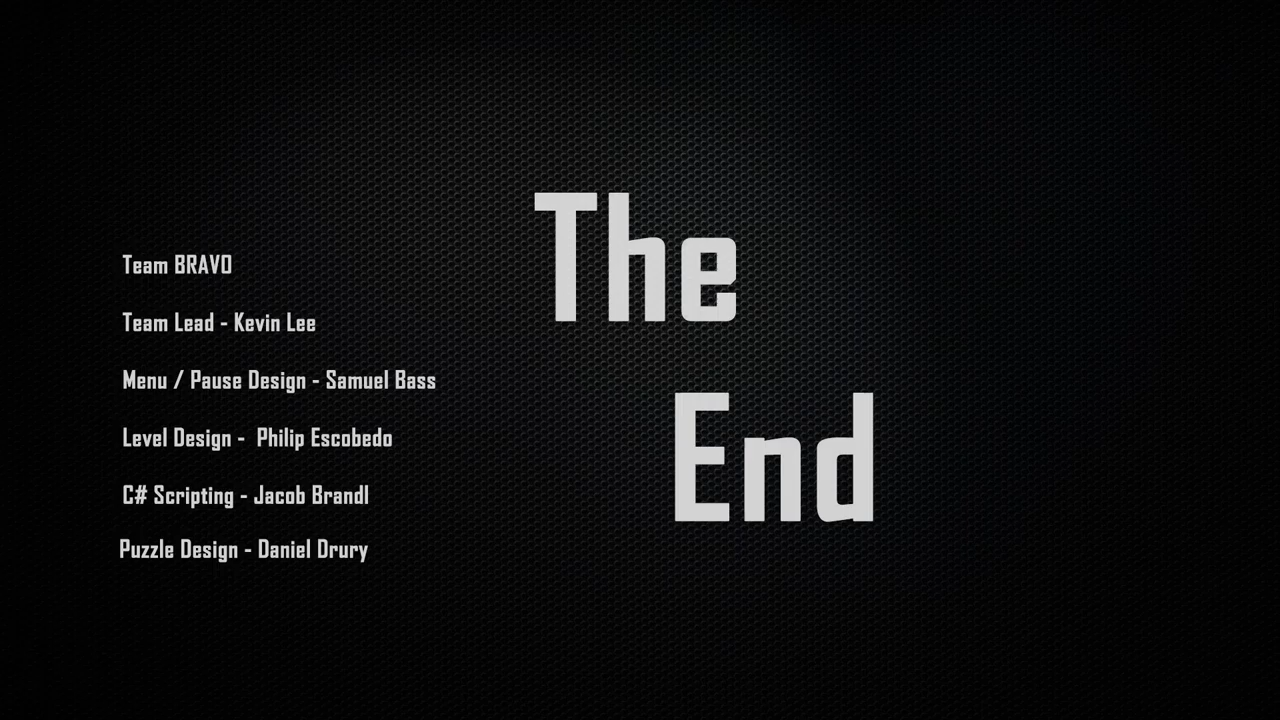 The
End
Team BRAVO
Team Lead - Kevin Lee
Menu / Pause Design - Samuel Bass
Level Design -  Philip Escobedo
C# Scripting - Jacob Brandl
Puzzle Design - Daniel Drury